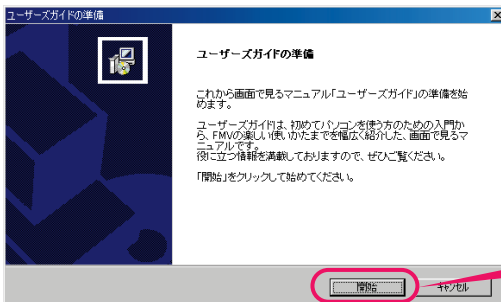 ユーザーズガイドの準備
ユーザーズガイドの準備
これから画面で見るマニュアル「ユーザーズガイド」の準備を始
めます。
ユーザーズガイドは、初めてパソコンを使う方のための入門か
ら、FMVの楽しい使いかたまでを幅広く紹介した、画面で見るマ
ニュアルです。
役に立つ情報を満載しておりますので、ぜひご覧ください。
「開始」をクリックして始めてください。
開始
キャンセル